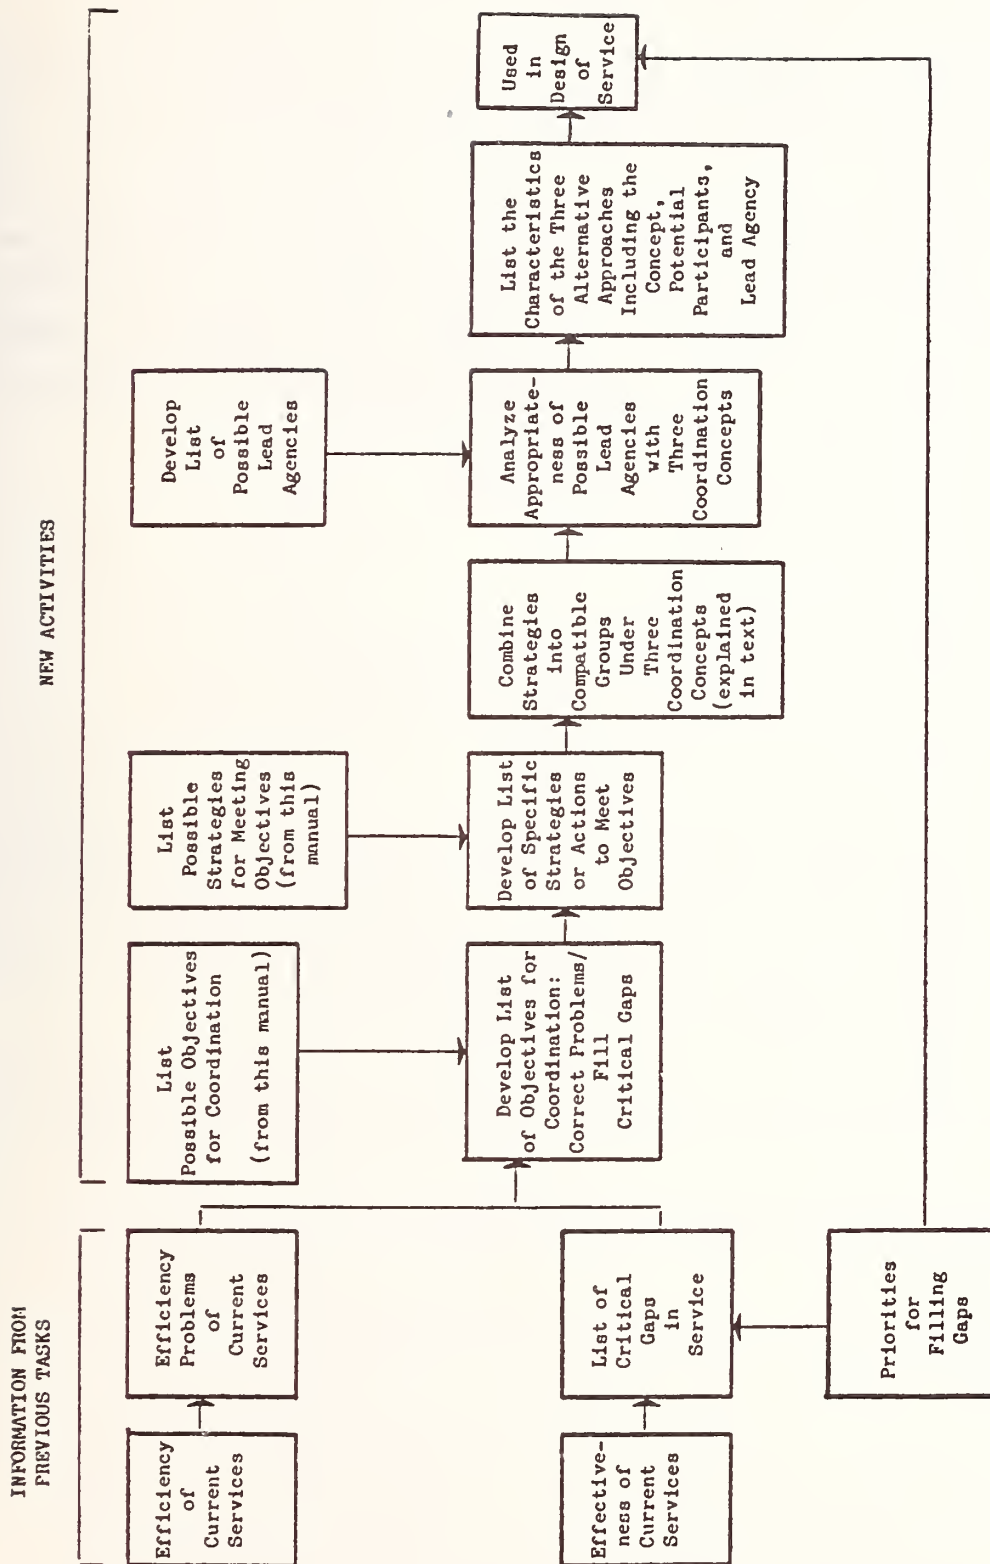 INFORMATION FROM
PREVIOUS TASKS
NEW ACTIVITIES
Efficiency
of
Current
Services
Efficiency
Problems
of
Current
Services
Effective-
ness of
Current
Services
List of
Critical
Gaps
in
Service
Priorities
for
Filling
Gaps
List
Possible Objectives
for Coordination
(from this manual)
Develop List
of Objectives for
Coordination:
Correct Problems/
Fill
Critical Gaps
List
Possible
Strategies
for Meeting
Objectives
(from this
manual)
Develop List
of Specific
Strategies
or Actions
to Meet
Objectives
Combine
Strategies
into
Compatible
Groups
Under
Three
Coordination
Concepts
(explained
in text)
Develop
List
of
Possible
Lead
Agencies
Analyze
Appropriate-
ness of
Possible
Lead
Agencies
with
Three
Coordination
Concepts
List the
Characteristics
of the Three
Alternative
Approaches
Including the
Concept,
Potential
Participants,
and
Lead Agency
Used
in
Design
of
Service